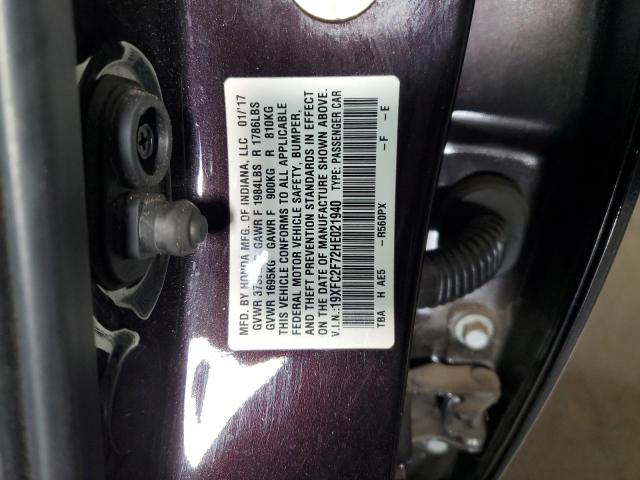 MFD. BY HONDA MFG. OF INDIANA, LLC 01/'17
GVWR GAWR F 1984LBS R 1786LBS
GVWR 1695KG GAWR F 900KG R 810KG
THIS VEHICLE CONFORMS TO ALL APPLICABLE
FEDERAL MOTOR VEHICLE SAFETY, BUMPER,
AND THEFT PREVENTION STANDARDS IN EFFECT
ON THE DATE OF MANUFACTURE SHOWN ABOVE.
V.I.N.: 19XFC2F72HE021940 TYPE: PASSENGER CAR
TBA H AE5 -R560PX -F -E